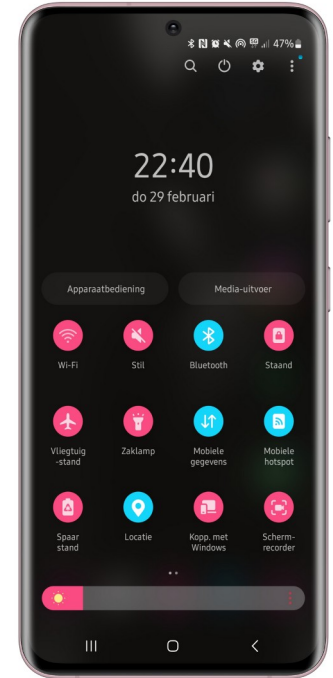 47%
22:40
do 29 februari
Apparaatbediening
Media-uitvoer
Wi-Fi
Stil
Bluetooth
Staand
Vliegtuig
-stand
Zaklamp
Mobiele
gegevens
Mobiele
hotspot
Spaar
stand
Locatie
Kopp. met
Windows
Scherm-
recorder